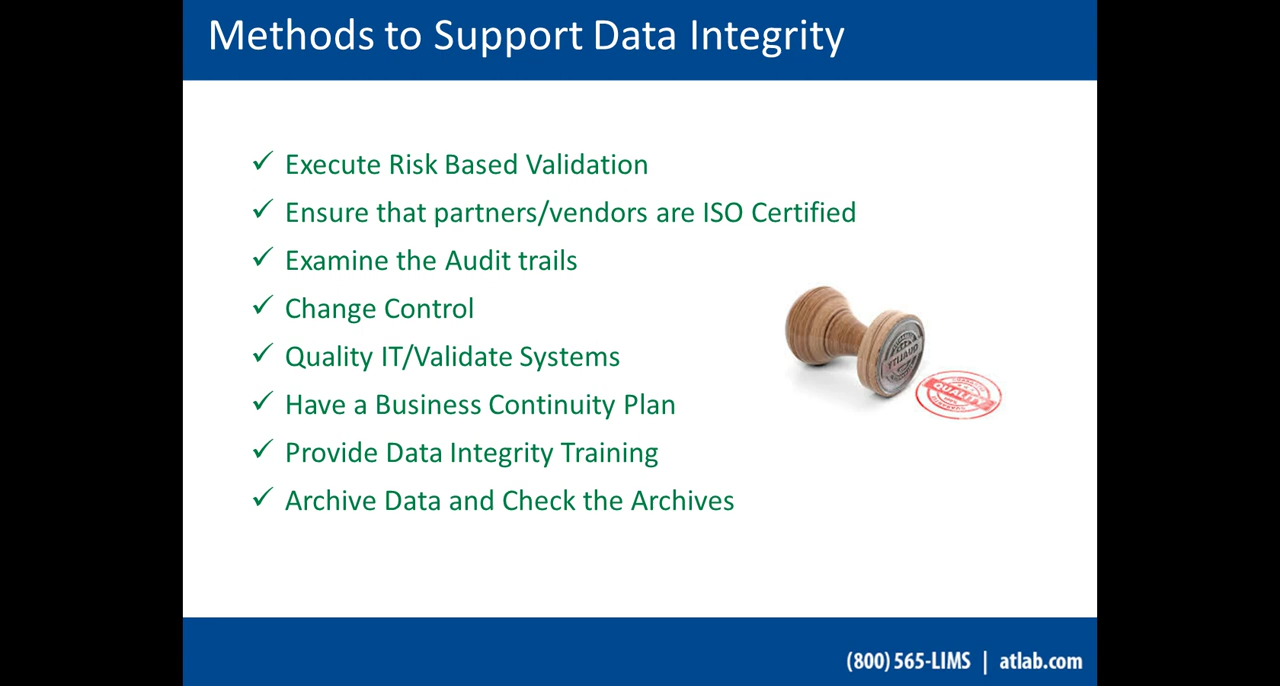 Methods to Support Data Integrity
✓ Execute Risk Based Validation
✓ Ensure that partners/vendors are ISO Certified
✓ Examine the Audit trails
✓ Change Control
✓ Quality IT/Validate Systems
✓ Have a Business Continuity Plan
✓ Provide Data Integrity Training
✓ Archive Data and Check the Archives
QUALITY
QUALITY
(800) 565-LIMS | atlab.com